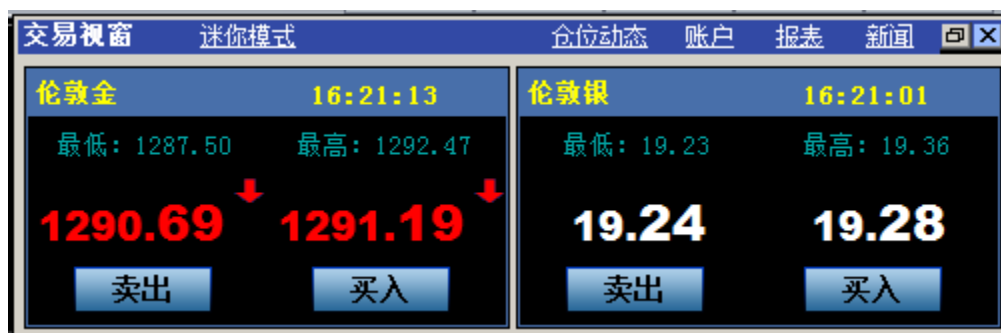 交易视窗 迷你模式 仓位动态 账户 报表 新闻
伦敦金 16:21:13
最低: 1287.50 最高: 1292.47
1290.69 1291.19
卖出 买入
伦敦银 16:21:01
最低: 19.23 最高: 19.36
19.24 19.28
卖出 买入